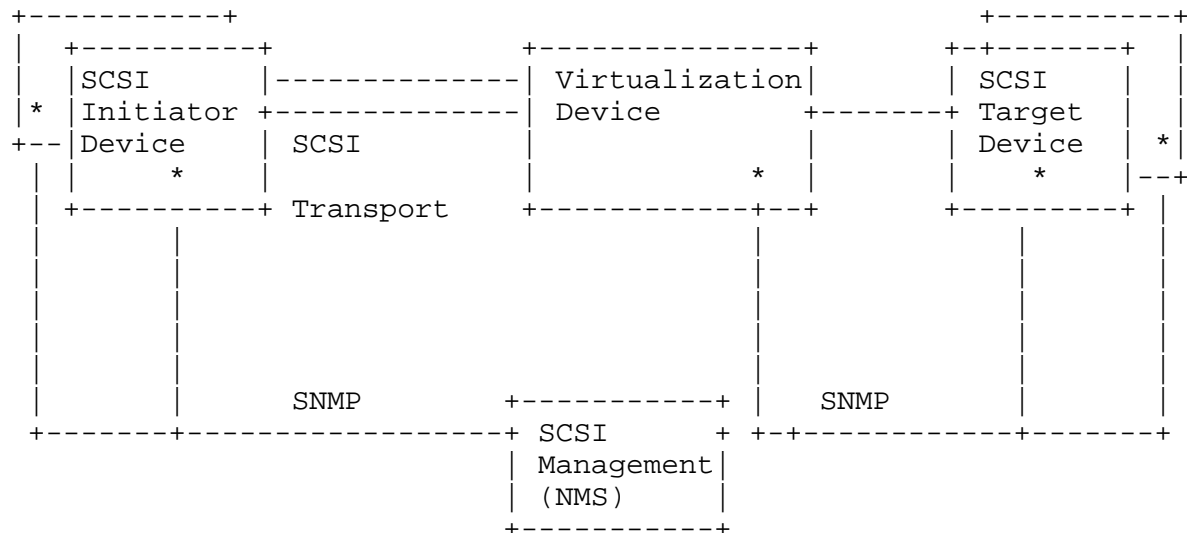 SCSI Virtualization SCSI
* Initiator Device Target
Device SCSI Device *
* * *
Transport
SNMP SNMP
SCSI
Management
(NMS)